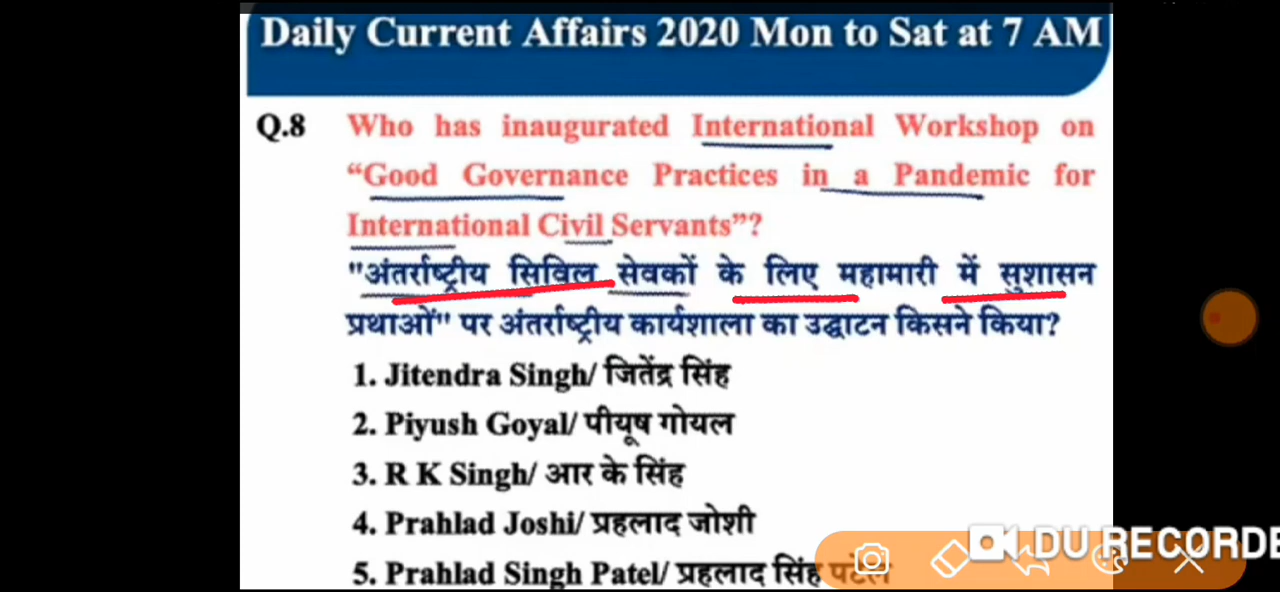 Daily Current Affairs 2020 Mon to Sat at 7 AM
Q.8 Who has inaugurated International Workshop on
“Good Governance Practices in a Pandemic for
International Civil Servants”?
"अंतर्राष्ट्रीय सिविल सेवकों के लिए महामारी में सुशासन
प्रथाओं" पर अंतर्राष्ट्रीय कार्यशाला का उद्घाटन किसने किया?
1. Jitendra Singh/ जितेंद्र सिंह
2. Piyush Goyal/ पीयूष गोयल
3. R K Singh/ आर के सिंह
4. Prahlad Joshi/ प्रहलाद जोशी
DU RECORDE
5. Prahlad Singh Patel/ प्रहलाद सिंह पटेल